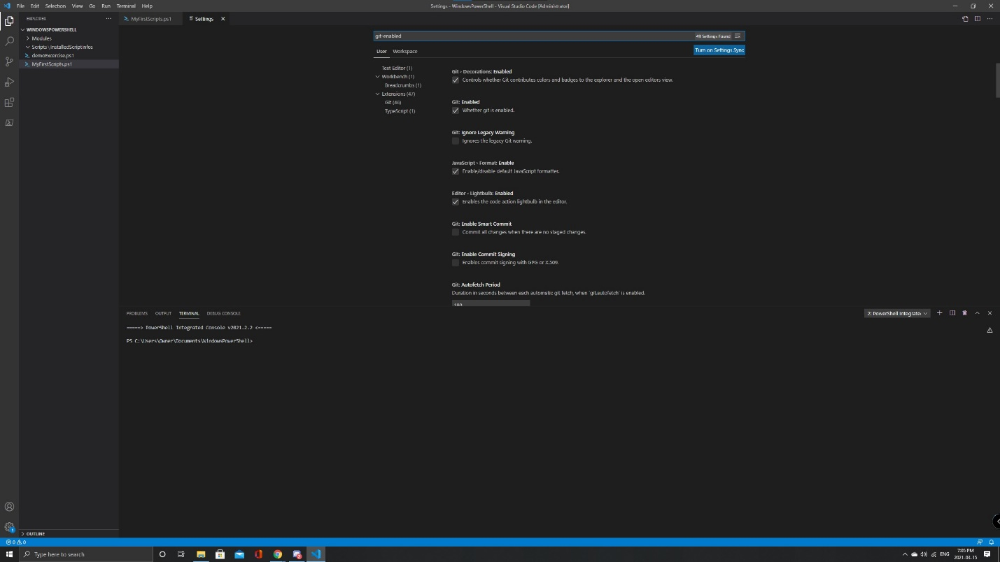 File Edit Selection View Go Run Terminal Help
Settings - WindowsPowerShell - Visual Studio Code [Administrator]
EXPLORER
MyFirstScripts.ps1
Settings
WINDOWSPOWERSHELL
Modules
Scripts\InstalledScriptInfos
demoExcercise.ps1
MyFirstScripts.ps1
git-enabled
49 Settings Found
User Workspace
Turn on Settings Sync
Text Editor (1)
Workbench (1)
Breadcrumbs (1)
Extensions (47)
Git (46)
TypeScript (1)
Git › Decorations: Enabled
Controls whether Git contributes colors and badges to the explorer and the open editors view.
Git: Enabled
Whether git is enabled.
Git: Ignore Legacy Warning
Ignores the legacy Git warning.
JavaScript › Format: Enable
Enable/disable default JavaScript formatter.
Editor › Lightbulb: Enabled
Enables the code action lightbulb in the editor.
Git: Enable Smart Commit
Commit all changes when there are no staged changes.
Git: Enable Commit Signing
Enables commit signing with GPG or X.509.
Git: Autofetch Period
Duration in seconds between each automatic git fetch, when `git.autofetch` is enabled.
180
PROBLEMS OUTPUT TERMINAL DEBUG CONSOLE
2: PowerShell Integrate
=====> PowerShell Integrated Console v2021.2.2 <=====
PS C:\Users\Owner\Documents\WindowsPowerShell>
1
OUTLINE
0 0
Type here to search
2
ENG
7:05 PM
2021-03-15